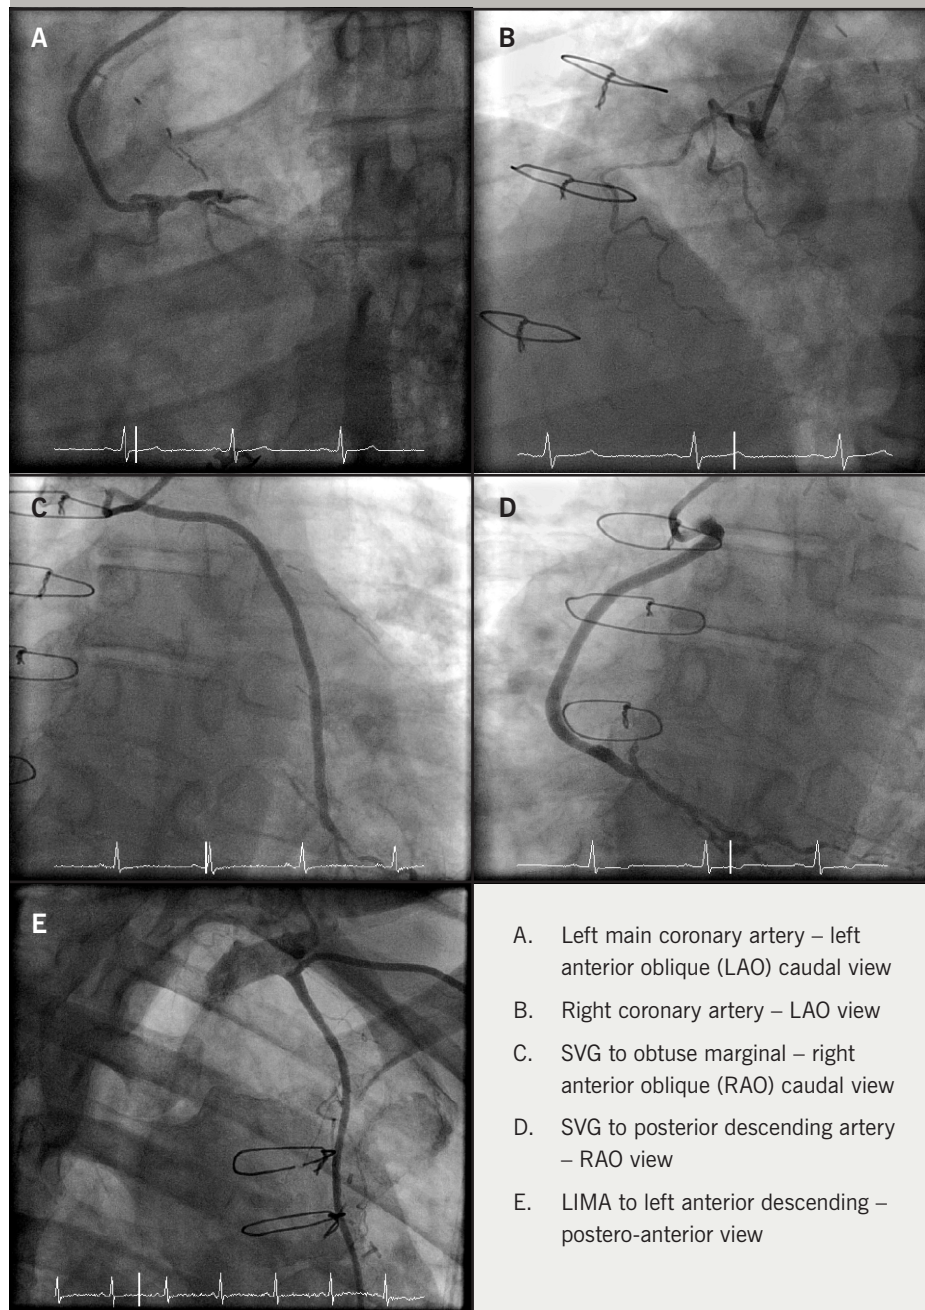 A
B
C
D
E
A. Left main coronary artery – left
anterior oblique (LAO) caudal view
B. Right coronary artery – LAO view
C. SVG to obtuse marginal – right
anterior oblique (RAO) caudal view
D. SVG to posterior descending artery
– RAO view
E. LIMA to left anterior descending –
postero-anterior view